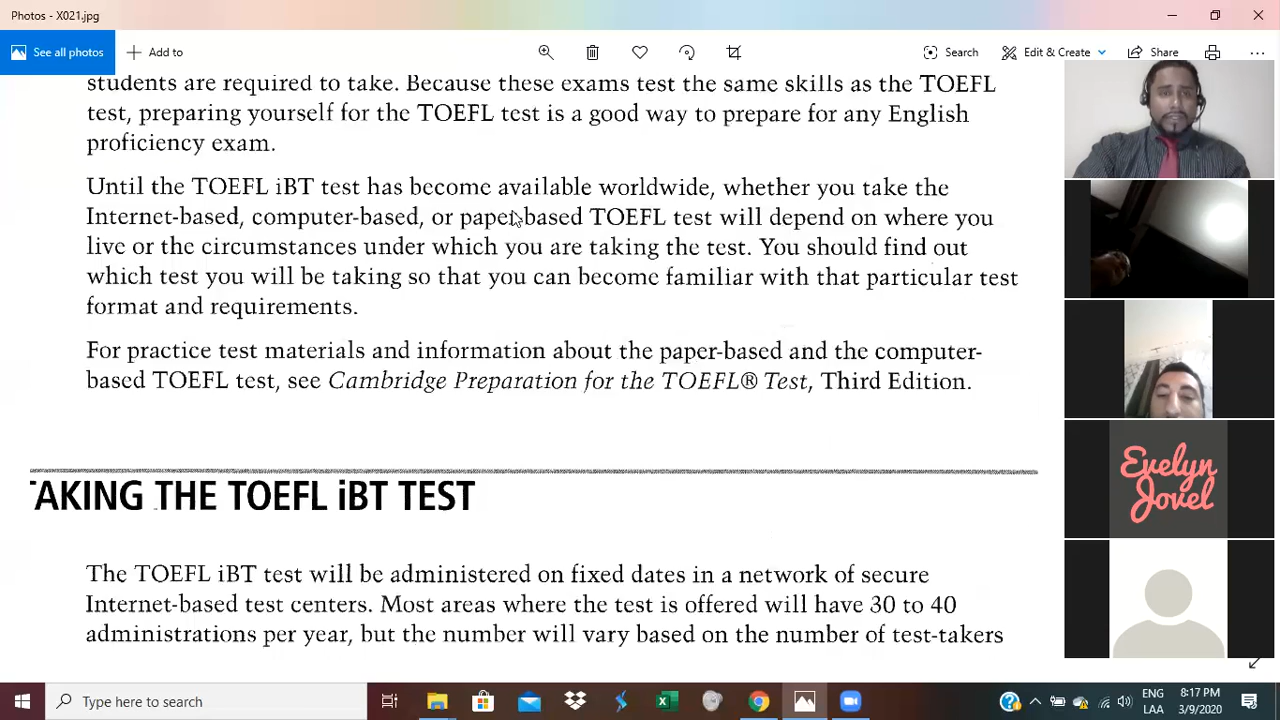 Photos - X021.jpg
See all photos
Add to
Search
Edit & Create
Share
students are required to take. Because these exams test the same skills as the TOEFL
test, preparing yourself for the TOEFL test is a good way to prepare for any English
proficiency exam.
Until the TOEFL iBT test has become available worldwide, whether you take the
Internet-based, computer-based, or paper-based TOEFL test will depend on where you
live or the circumstances under which you are taking the test. You should find out
which test you will be taking so that you can become familiar with that particular test
format and requirements.
For practice test materials and information about the paper-based and the computer-
based TOEFL test, see Cambridge Preparation for the TOEFL® Test, Third Edition.
TAKING THE TOEFL iBT TEST
The TOEFL iBT test will be administered on fixed dates in a network of secure
Internet-based test centers. Most areas where the test is offered will have 30 to 40
administrations per year, but the number will vary based on the number of test-takers
Evelyn
Jovel
Type here to search
ENG
LAA
8:17 PM
3/9/2020